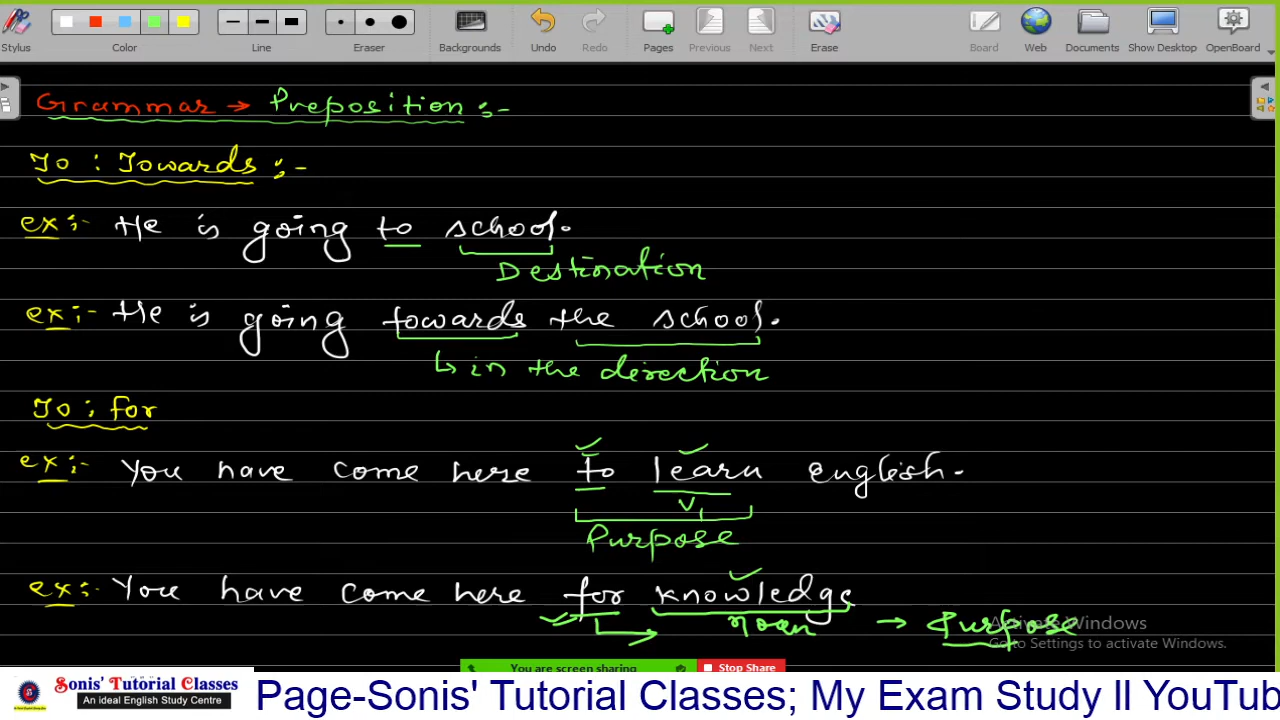 Stylus Color Line Eraser Backgrounds Undo Redo Pages Previous Next Erase Board Web Documents Show Desktop OpenBoard
Grammar → Preposition :-
To : Towards :-
ex :- He is going to school.
Destination
ex :- He is going towards the school.
↳ in the direction
To : for
ex :- You have come here to learn english.
V₁
Purpose
ex :- You have come here for knowledge
noun → Purpose
Activate Windows
Go to Settings to activate Windows.
You are screen sharing Stop Share
Sonis' Tutorial Classes
An ideal English Study Centre
Page-Sonis' Tutorial Classes; My Exam Study ll YouTub